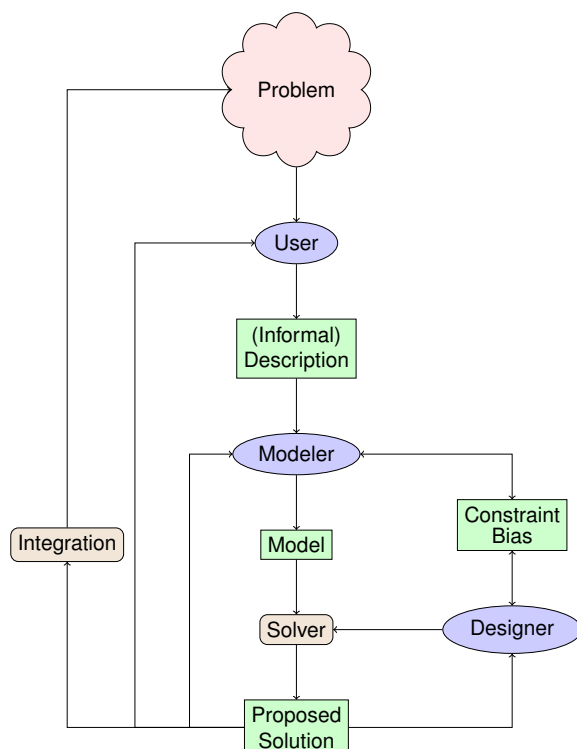 Problem
User
(Informal)
Description
Modeler
Constraint
Bias
Integration
Model
Solver
Designer
Proposed
Solution